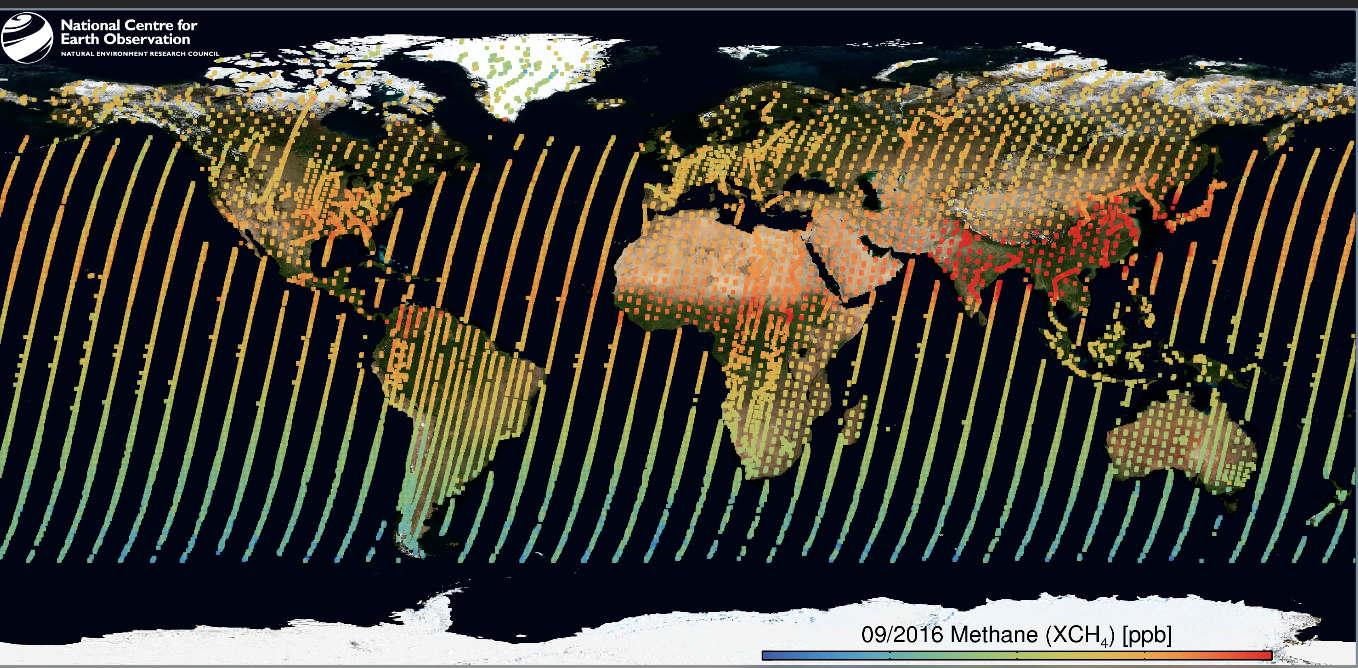 National Centre for
Earth Observation
NATURAL ENVIRONMENT RESEARCH COUNCIL
09/2016 Methane (XCH₄) [ppb]